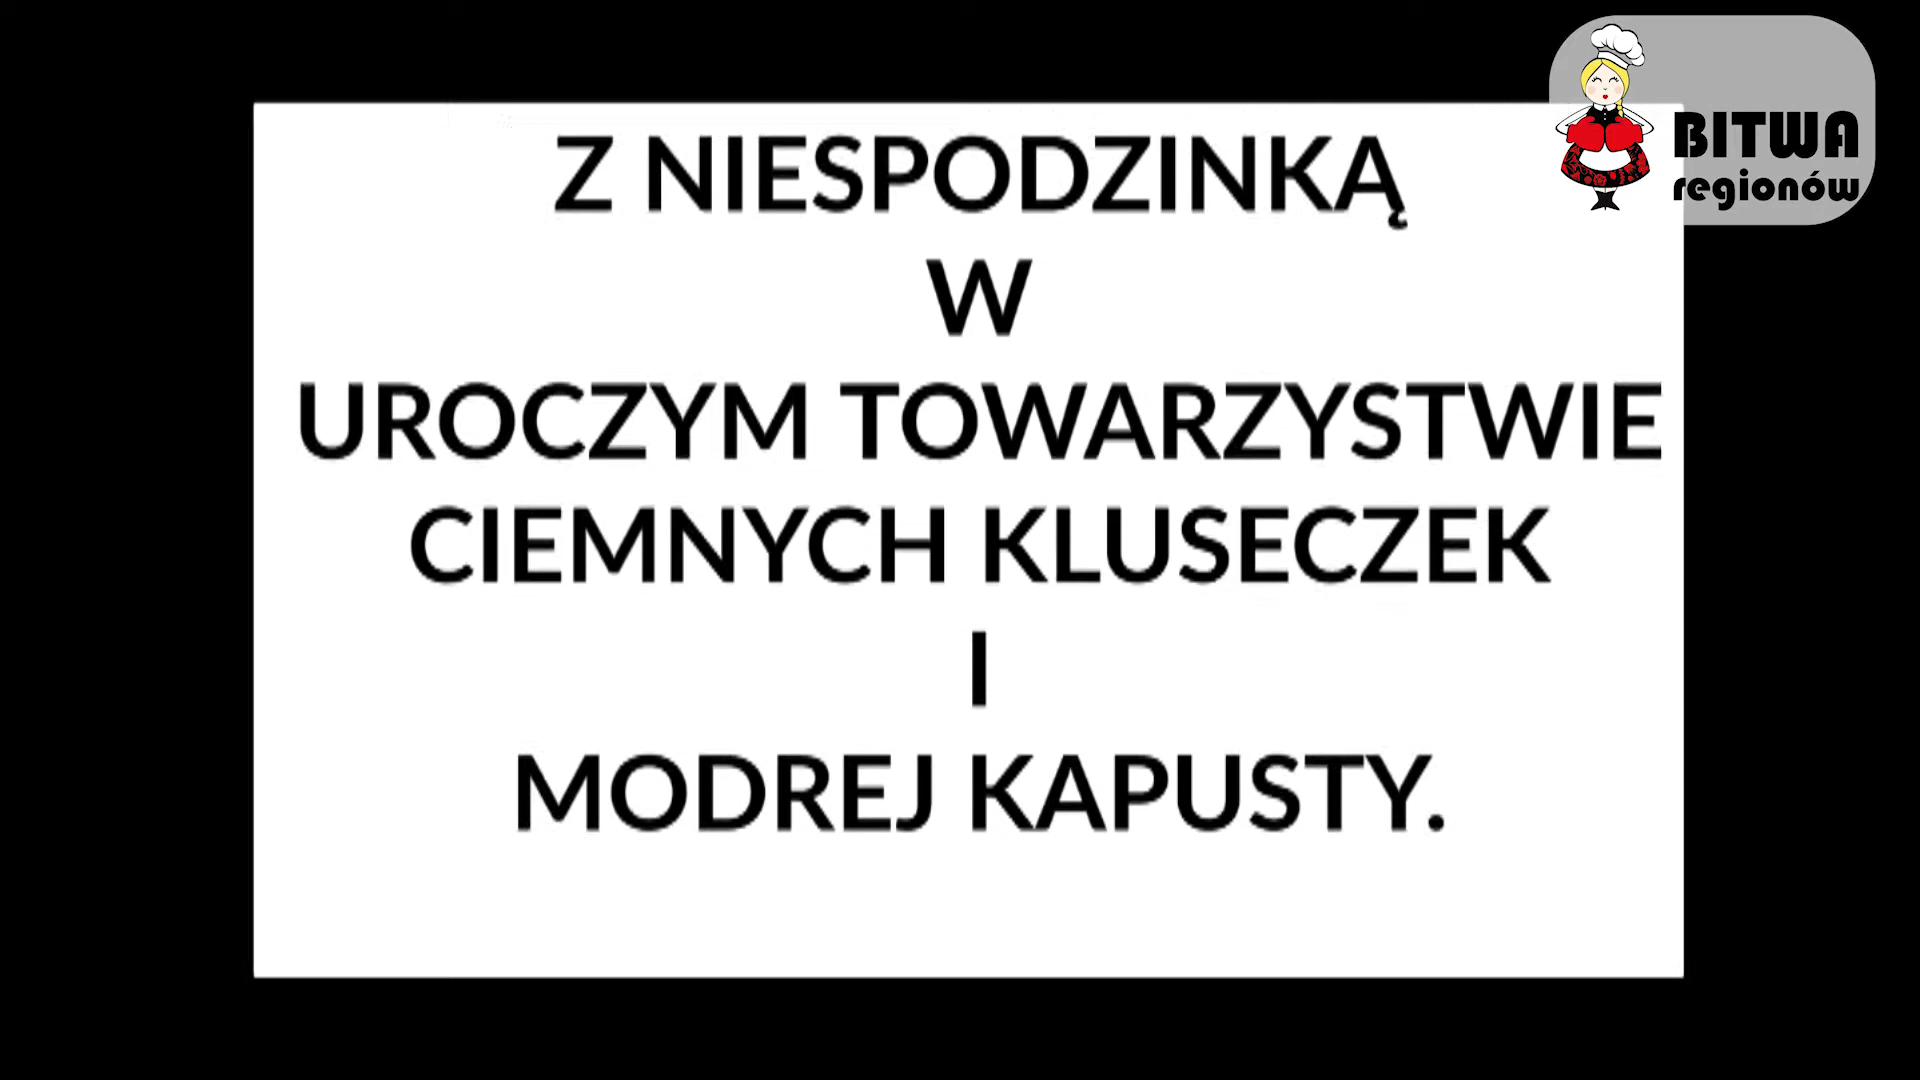 Z NIESPODZINKĄ
W
UROCZYM TOWARZYSTWIE
CIEMNYCH KLUSECZEK
I
MODREJ KAPUSTY.
BITWA
regionów